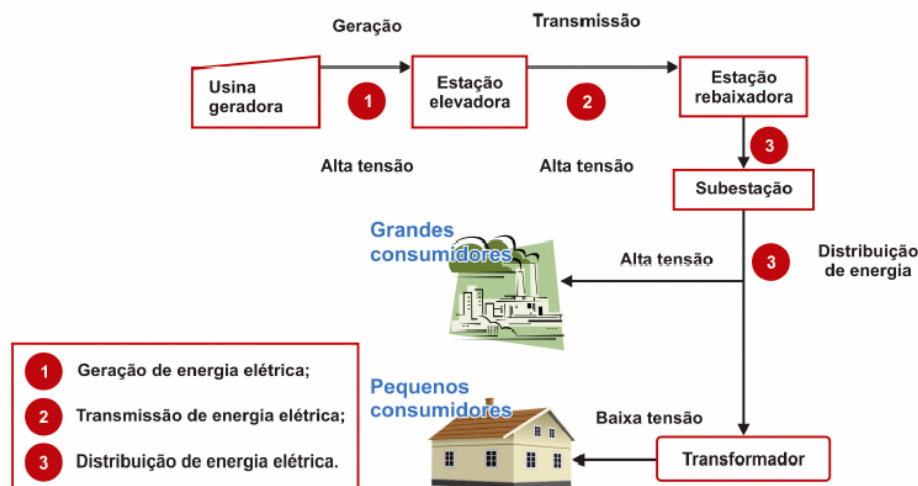 Geração
Transmissão
Usina
geradora
1
Estação
elevadora
2
Estação
rebaixadora
3
Alta tensão
Alta tensão
Subestação
Grandes
consumidores
Alta tensão
3
Distribuição
de energia
1 Geração de energia elétrica;
2 Transmissão de energia elétrica;
3 Distribuição de energia elétrica.
Pequenos
consumidores
Baixa tensão
Transformador